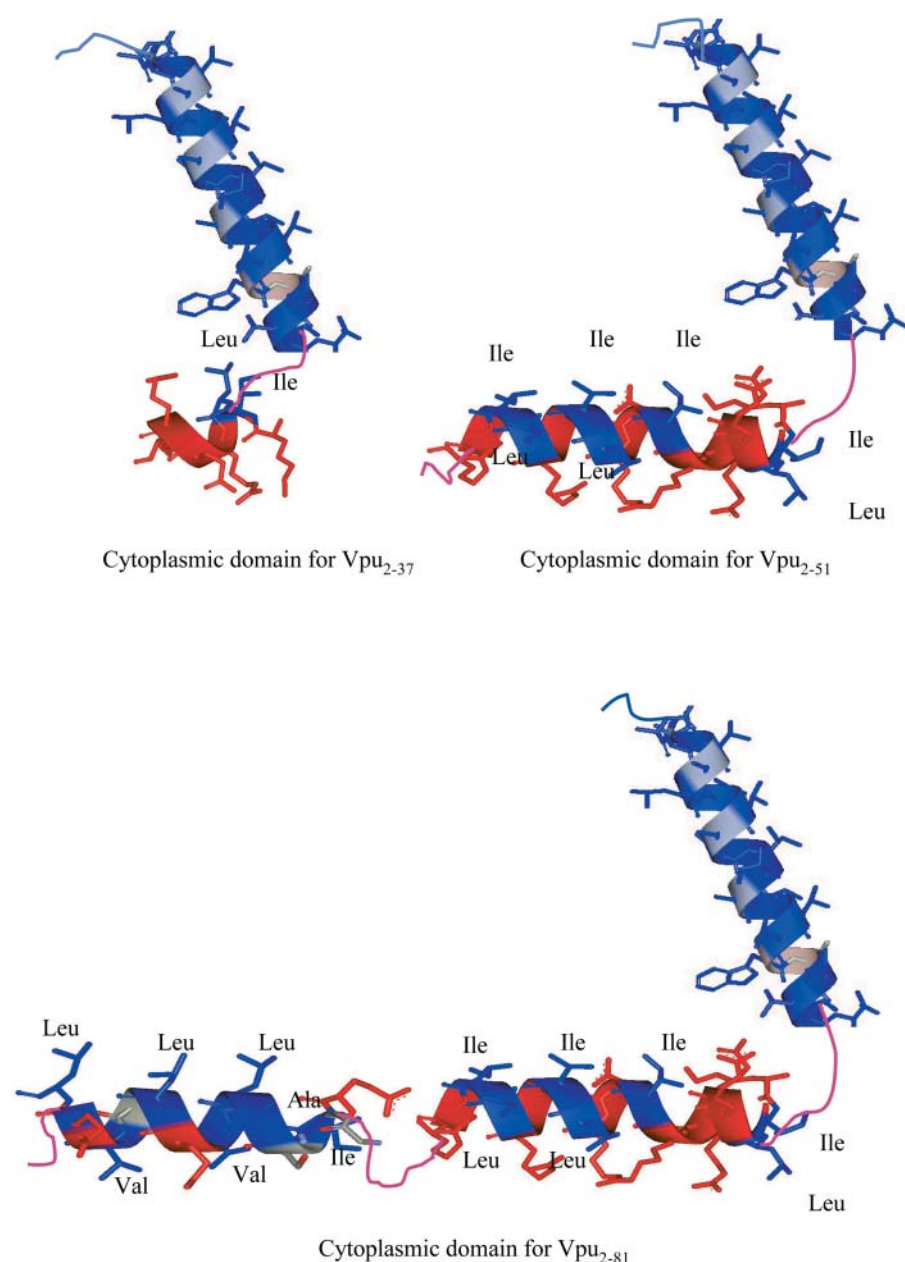 Leu
Ile
Cytoplasmic domain for Vpu2-37
Ile Ile Ile
Leu Leu
Ile
Leu
Cytoplasmic domain for Vpu2-51
Leu Leu Leu
Ala
Val Val Ile
Ile Ile Ile
Leu Leu
Ile
Leu
Cytoplasmic domain for Vpu2-81